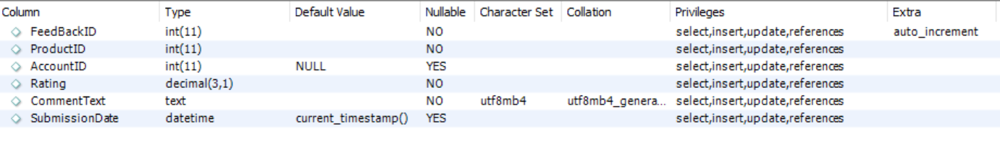 Column Type Default Value Nullable Character Set Collation Privileges Extra
FeedBackID int(11) NO select,insert,update,references auto_increment
ProductID int(11) NO select,insert,update,references
AccountID int(11) NULL YES select,insert,update,references
Rating decimal(3,1) NO select,insert,update,references
CommentText text NO utf8mb4 utf8mb4_genera... select,insert,update,references
SubmissionDate datetime current_timestamp() YES select,insert,update,references